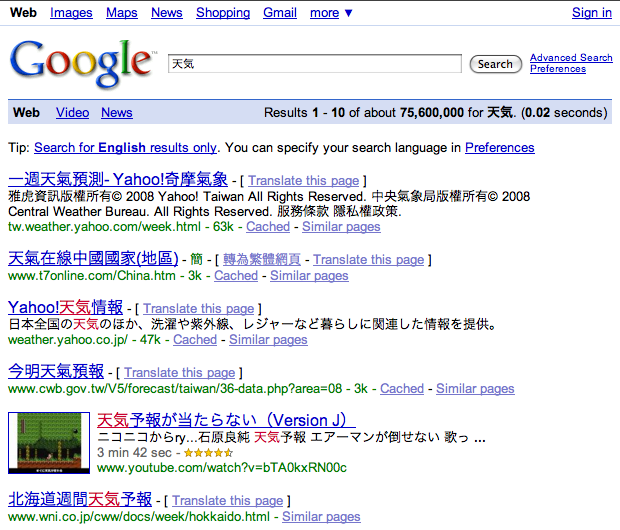 Web Images Maps News Shopping Gmail more ▼ Sign in
Google™ 天気 Search Advanced Search
Preferences
Web Video News Results 1 - 10 of about 75,600,000 for 天気. (0.02 seconds)
Tip: Search for English results only. You can specify your search language in Preferences
一週天氣預測- Yahoo!奇摩氣象 - [ Translate this page ]
雅虎資訊版權所有© 2008 Yahoo! Taiwan All Rights Reserved. 中央氣象局版權所有© 2008
Central Weather Bureau. All Rights Reserved. 服務條款 隱私權政策.
tw.weather.yahoo.com/week.html - 63k - Cached - Similar pages
天氣在線中國國家(地區) - 簡 - [ 轉為繁體網頁 - Translate this page ]
www.t7online.com/China.htm - 3k - Cached - Similar pages
Yahoo!天気情報 - [ Translate this page ]
日本全国の天気のほか、洗濯や紫外線、レジャーなど暮らしに関連した情報を提供。
weather.yahoo.co.jp/ - 47k - Cached - Similar pages
今明天氣預報 - [ Translate this page ]
www.cwb.gov.tw/V5/forecast/taiwan/36-data.php?area=08 - 3k - Cached - Similar pages
天気予報が当たらない（Version J）
ニコニコからry...石原良純 天気予報 エアーマンが倒せない 歌っ ...
3 min 42 sec -
www.youtube.com/watch?v=bTA0kxRN00c
北海道週間天気予報 - [ Translate this page ]
www.wni.co.jp/cww/docs/week/hokkaido.html - Similar pages